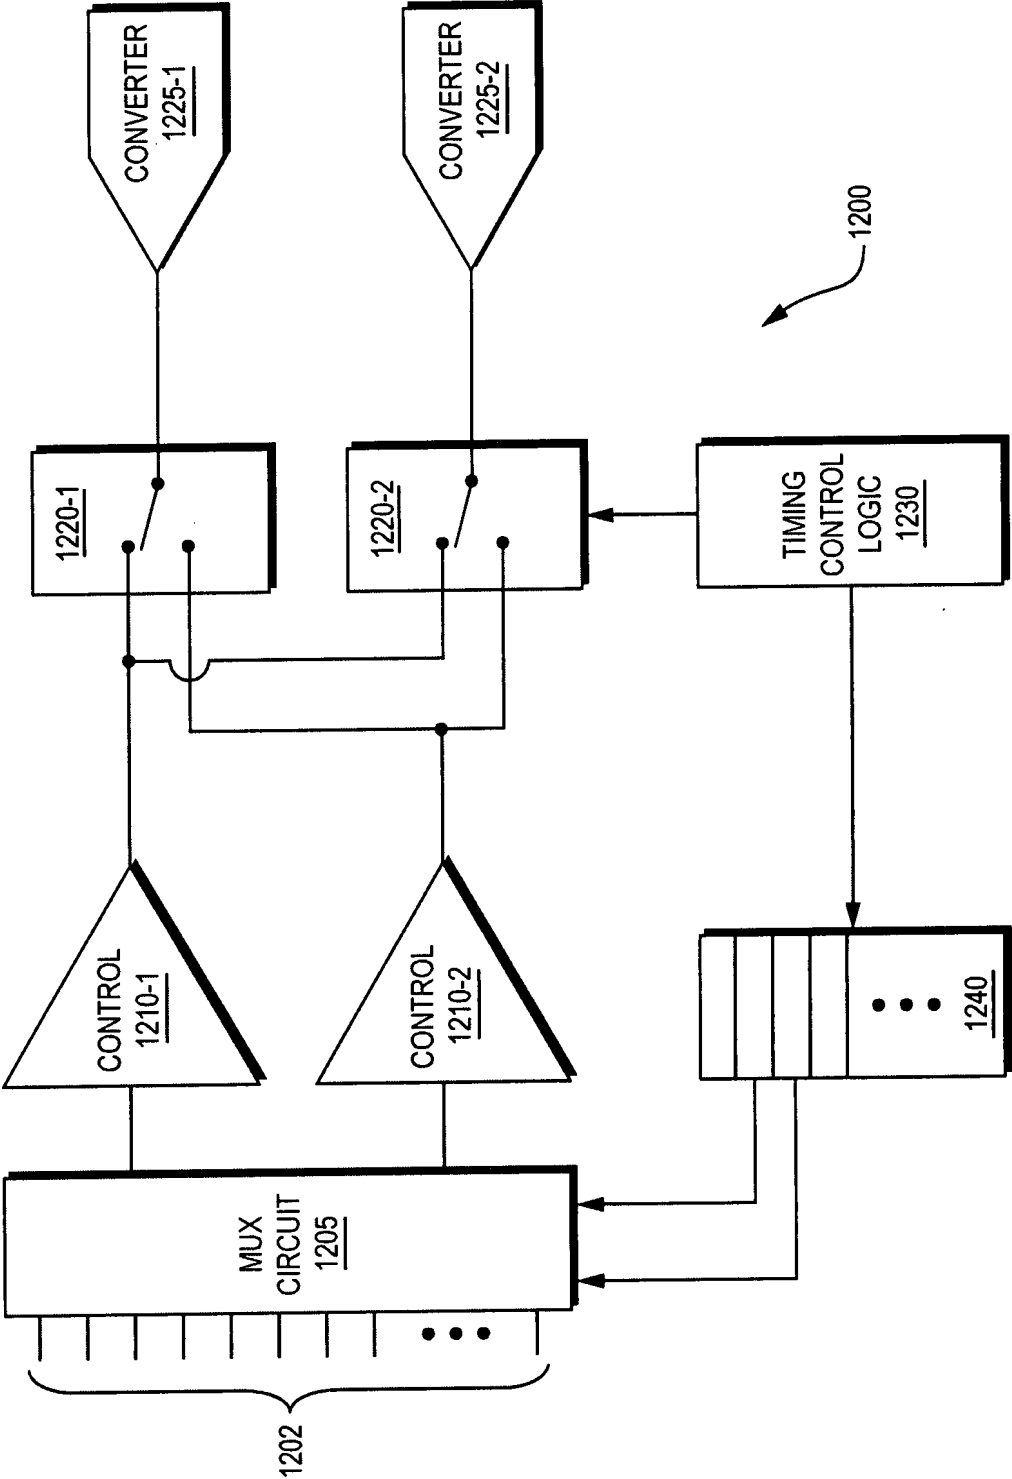 1202
MUX
CIRCUIT
1205
CONTROL
1210-1
CONTROL
1210-2
1220-1
1220-2
CONVERTER
1225-1
CONVERTER
1225-2
1240
TIMING
CONTROL
LOGIC
1230
1200